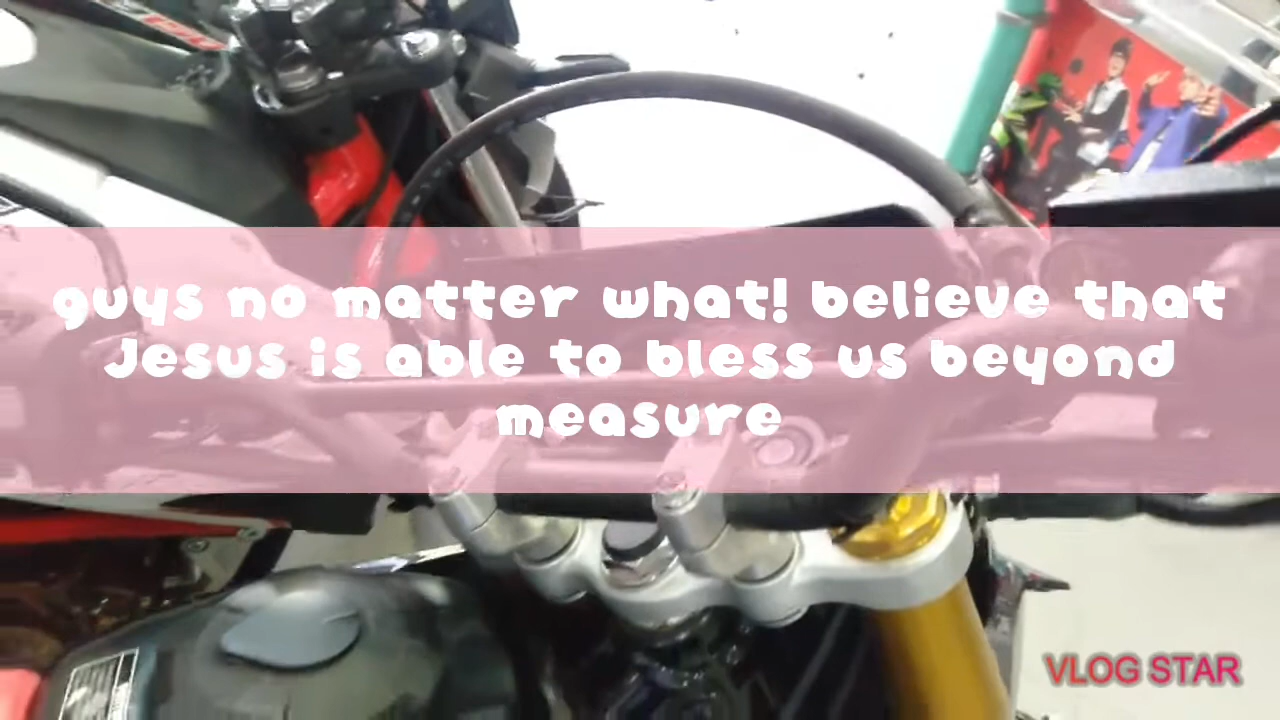 guys no matter what! believe that
Jesus is able to bless us beyond
measure
VLOG STAR